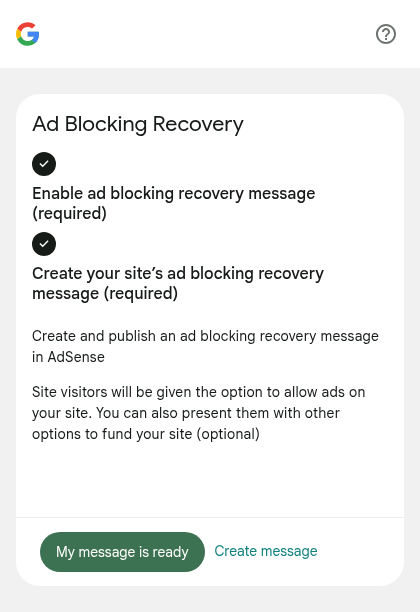 Ad Blocking Recovery
Enable ad blocking recovery message
(required)
Create your site’s ad blocking recovery
message (required)
Create and publish an ad blocking recovery message
in AdSense
Site visitors will be given the option to allow ads on
your site. You can also present them with other
options to fund your site (optional)
My message is ready
Create message